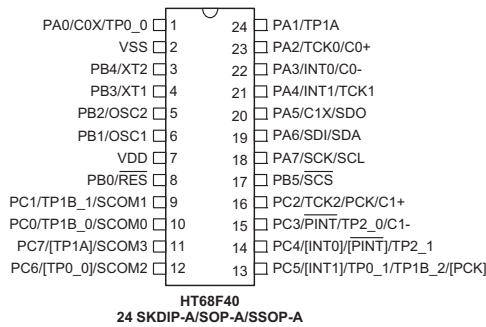 PA0/C0X/TP0_0 1 24 PA1/TP1A
VSS 2 23 PA2/TCK0/C0+
PB4/XT2 3 22 PA3/INT0/C0-
PB3/XT1 4 21 PA4/INT1/TCK1
PB2/OSC2 5 20 PA5/C1X/SDO
PB1/OSC1 6 19 PA6/SDI/SDA
VDD 7 18 PA7/SCK/SCL
PB0/RES 8 17 PB5/SCS
PC1/TP1B_1/SCOM1 9 16 PC2/TCK2/PCK/C1+
PC0/TP1B_0/SCOM0 10 15 PC3/PINT/TP2_0/C1-
PC7/[TP1A]/SCOM3 11 14 PC4/[INT0]/[PINT]/TP2_1
PC6/[TP0_0]/SCOM2 12 13 PC5/[INT1]/TP0_1/TP1B_2/[PCK]
HT68F40
24 SKDIP-A/SOP-A/SSOP-A